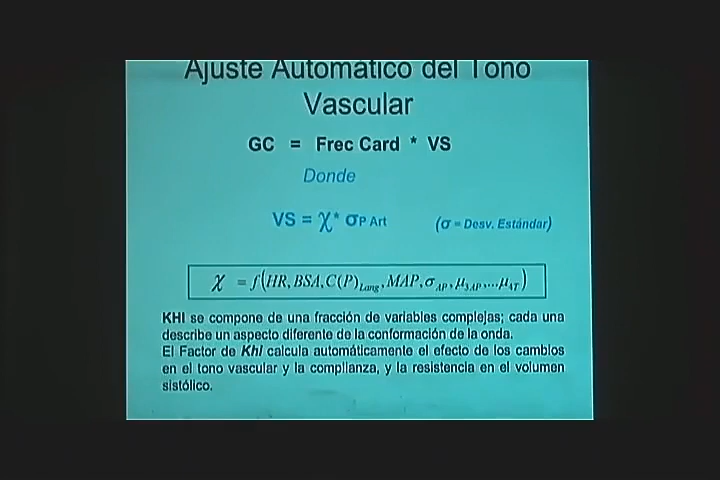 Ajuste Automático del Tono
Vascular
GC = Frec Card * VS
Donde
VS = χ* σP Art (σ = Desv. Estándar)
χ = f(HR, BSA, C(P)Lang, MAP, σAP, μ3AP, ...μ4T)
KHI se compone de una fracción de variables complejas; cada una
describe un aspecto diferente de la conformación de la onda.
El Factor de Khi calcula automáticamente el efecto de los cambios
en el tono vascular y la complianza, y la resistencia en el volumen
sistólico.